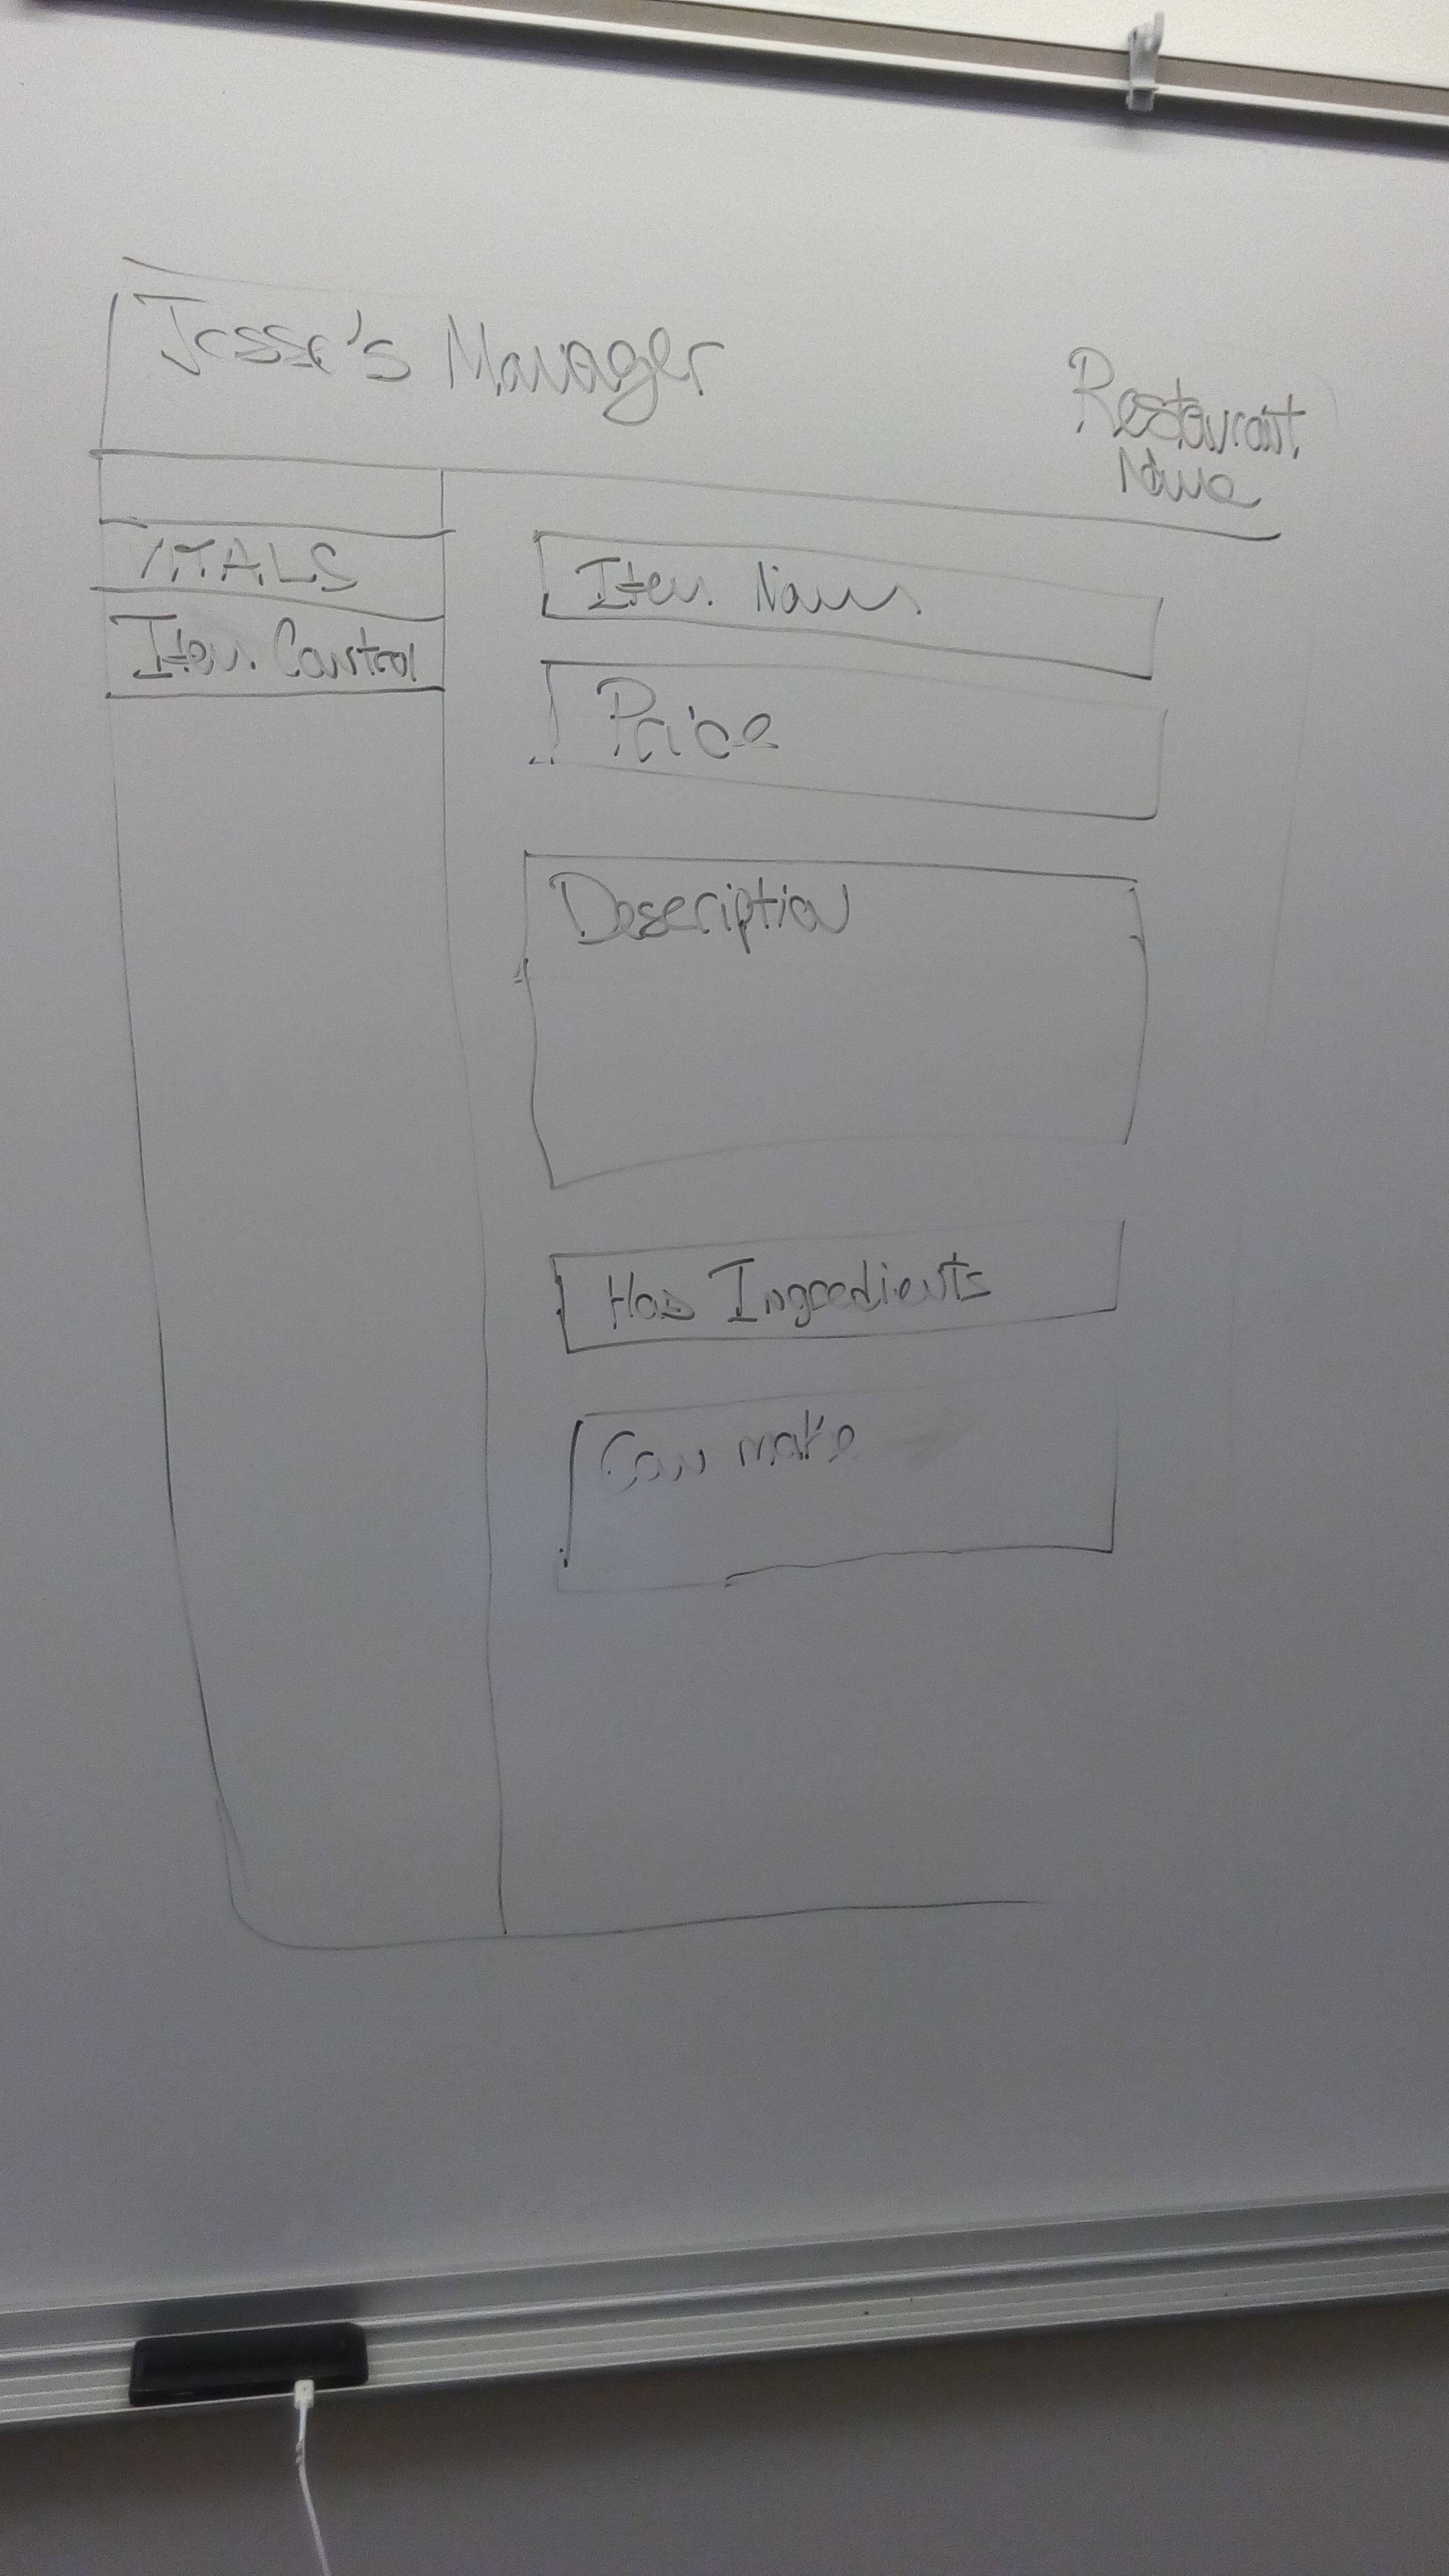 Jesse's Manager
Restaurant
Name
VITALS
Item Control
Item Name
Price
Description
Has Ingredients
Can make